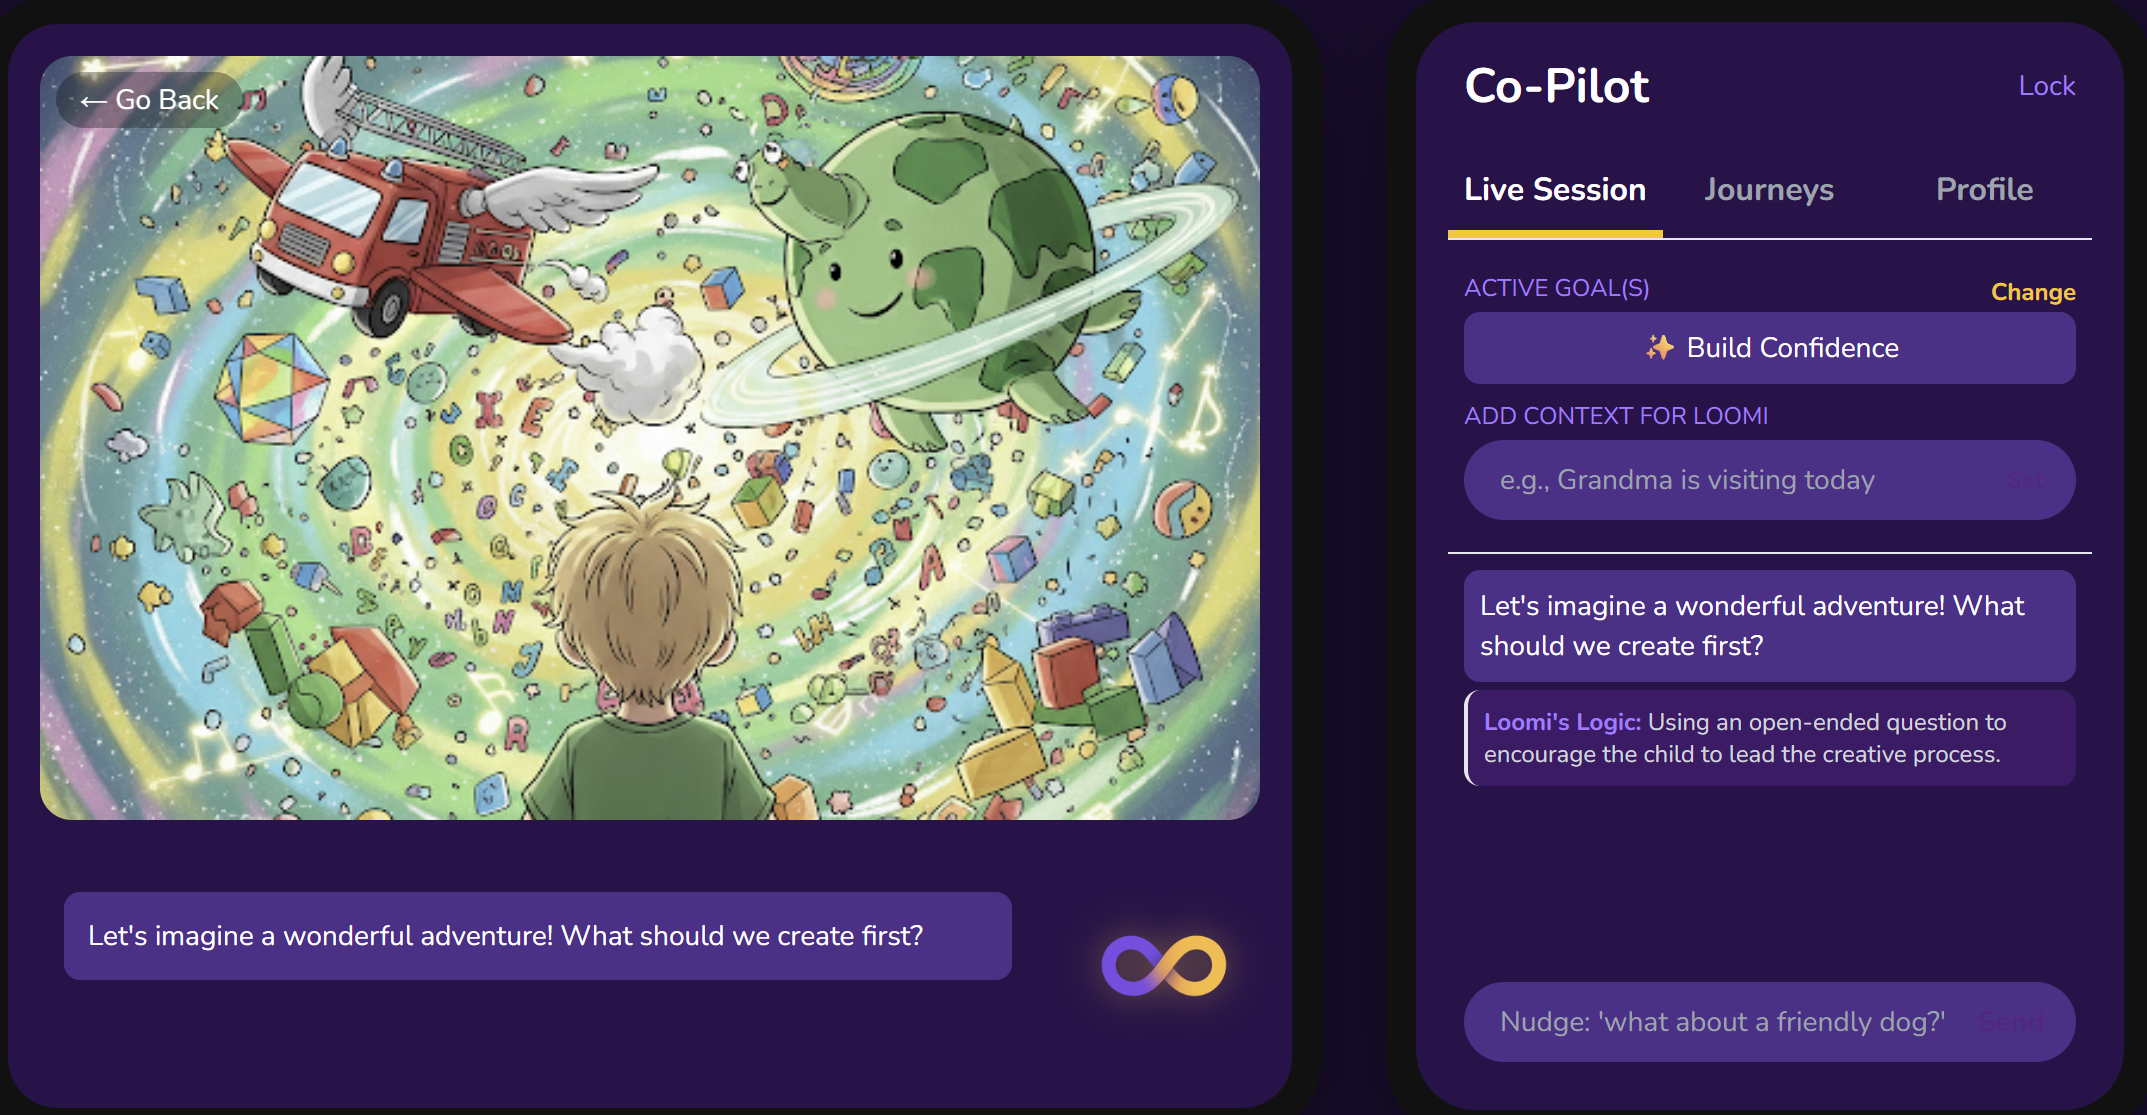 ← Go Back
Let's imagine a wonderful adventure! What should we create first?
Co-Pilot
Lock
Live Session
Journeys
Profile
ACTIVE GOAL(S)
Change
✨ Build Confidence
ADD CONTEXT FOR LOOMI
e.g., Grandma is visiting today
Set
Let's imagine a wonderful adventure! What
should we create first?
Loomi's Logic: Using an open-ended question to
encourage the child to lead the creative process.
Nudge: 'what about a friendly dog?'
Send